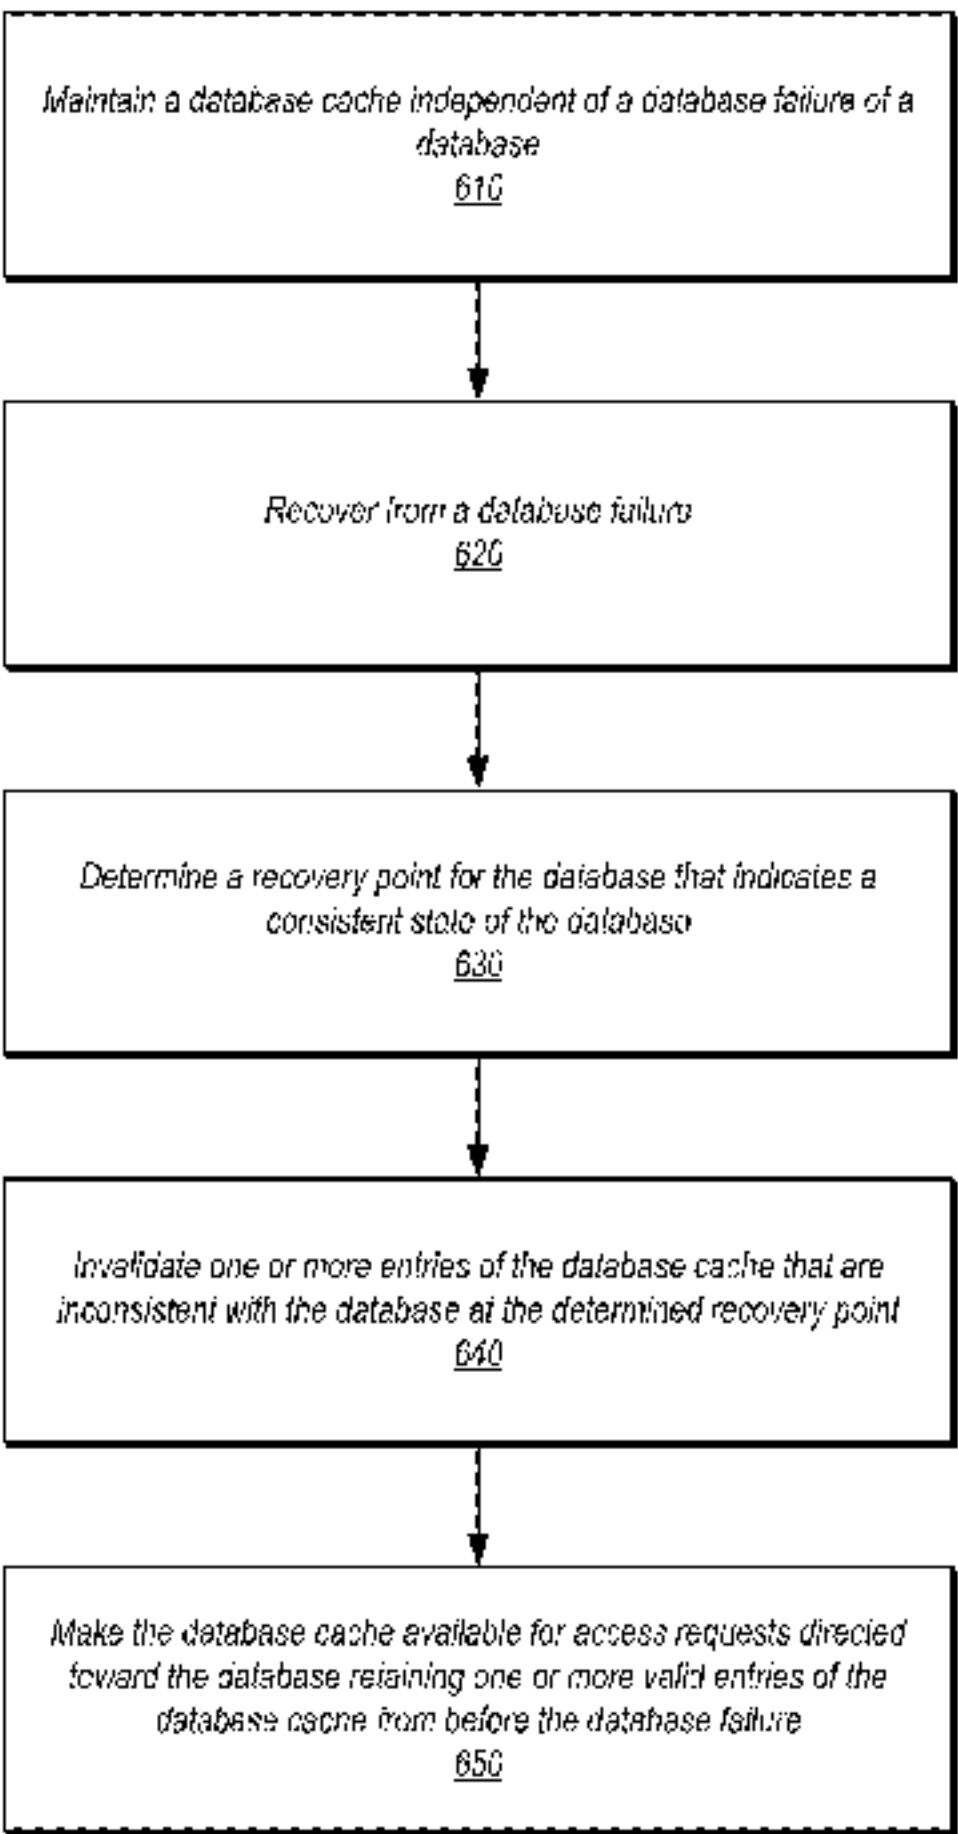 Maintain a database cache independent of a database failure of a
database
610
Recover from a database failure
620
Determine a recovery point for the database that indicates a
consistent state of the database
630
Invalidate one or more entries of the database cache that are
inconsistent with the database at the determined recovery point
640
Make the database cache available for access requests directed
toward the database retaining one or more valid entries of the
database cache from before the database failure
650